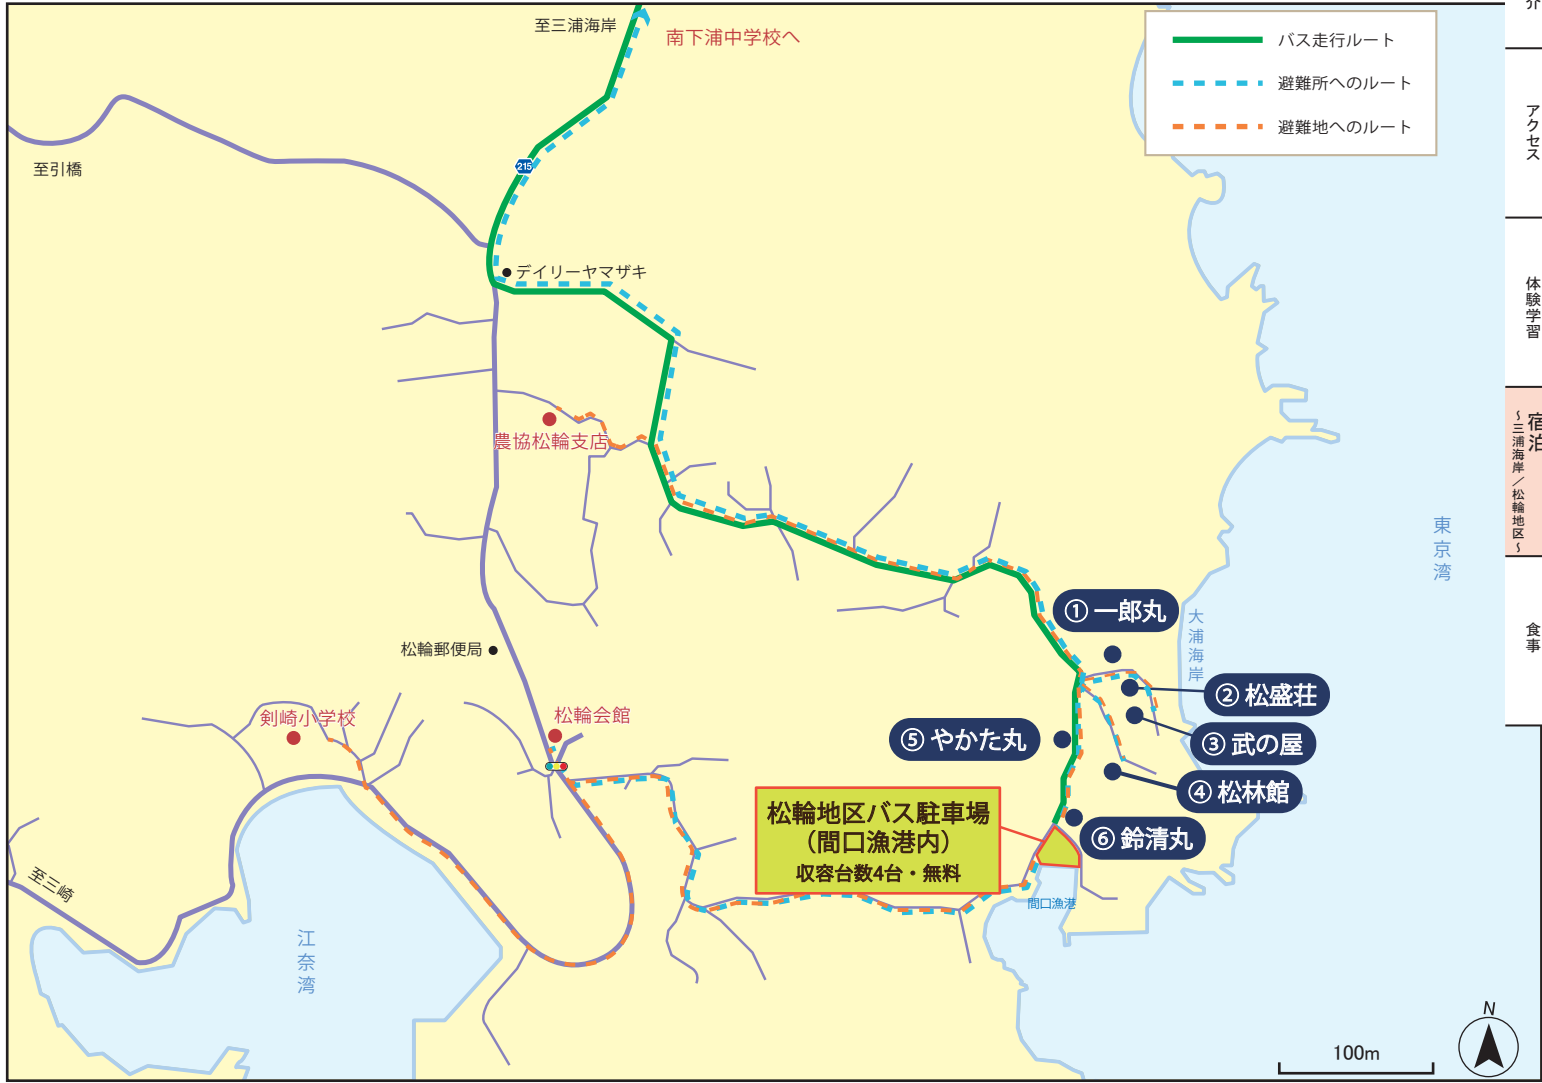 至三浦海岸
南下浦中学校へ
バス走行ルート
避難所へのルート
避難地へのルート
介
アクセス
体験学習
宿泊
～三浦海岸／松輪地区～
食事
至引橋
215
デイリーヤマザキ
農協松輪支店
東京湾
① 一郎丸
大浦海岸
松輪郵便局
② 松盛荘
剣崎小学校
松輪会館
⑤ やかた丸
③ 武の屋
④ 松林館
松輪地区バス駐車場
（間口漁港内）
収容台数4台・無料
⑥ 鈴清丸
至三崎
間口漁港
江奈湾
N
100m